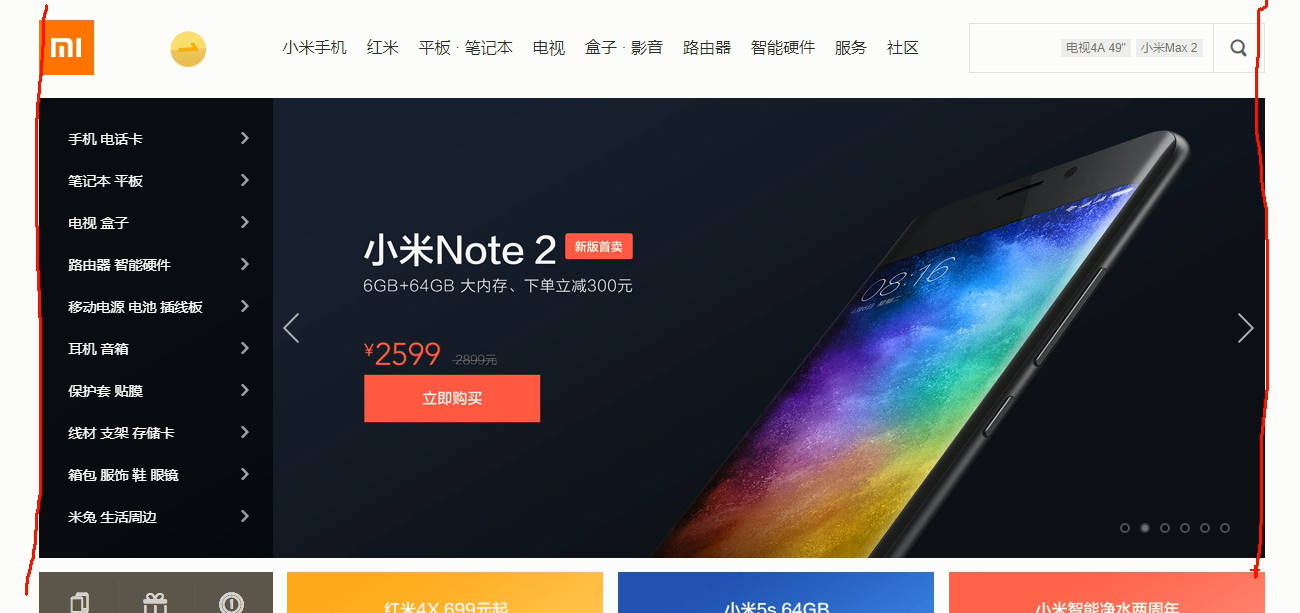 mi
小米手机 红米 平板 · 笔记本 电视 盒子 · 影音 路由器 智能硬件 服务 社区 电视4A 49" 小米Max 2
手机 电话卡
笔记本 平板
电视 盒子
路由器 智能硬件
移动电源 电池 插线板
耳机 音箱
保护套 贴膜
线材 支架 存储卡
箱包 服饰 鞋 眼镜
米兔 生活周边
小米Note 2 新版首卖
6GB+64GB 大内存、下单立减300元
¥2599 2899元
立即购买
08:16
红米4X 699元起 小米5s 64GB 小米智能净水两周年